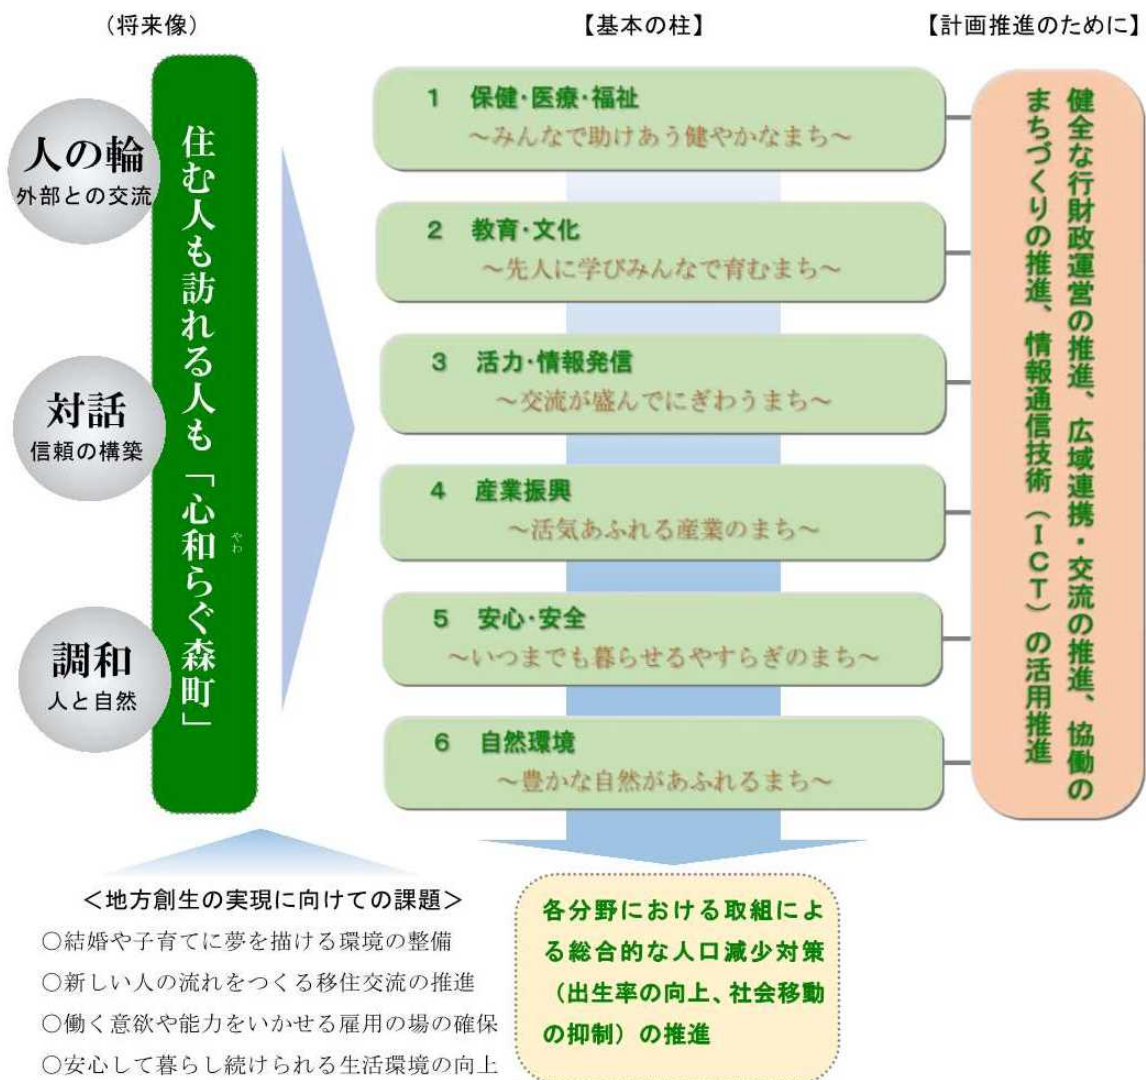 （将来像）
【基本の柱】
【計画推進のために】
人の輪
外部との交流
対話
信頼の構築
調和
人と自然
住む人も訪れる人も「心和らぐ森町」
やわ
1 保健・医療・福祉
～みんなで助けあう健やかなまち～
2 教育・文化
～先人に学びみんなで育むまち～
3 活力・情報発信
～交流が盛んでにぎわうまち～
4 産業振興
～活気あふれる産業のまち～
5 安心・安全
～いつまでも暮らせるやすらぎのまち～
6 自然環境
～豊かな自然があふれるまち～
健全な行財政運営の推進、広域連携・交流の推進、協働の
まちづくりの推進、情報通信技術（ＩＣＴ）の活用推進
＜地方創生の実現に向けての課題＞
○結婚や子育てに夢を描ける環境の整備
○新しい人の流れをつくる移住交流の推進
○働く意欲や能力をいかせる雇用の場の確保
○安心して暮らし続けられる生活環境の向上
各分野における取組によ
る総合的な人口減少対策
（出生率の向上、社会移動
の抑制）の推進